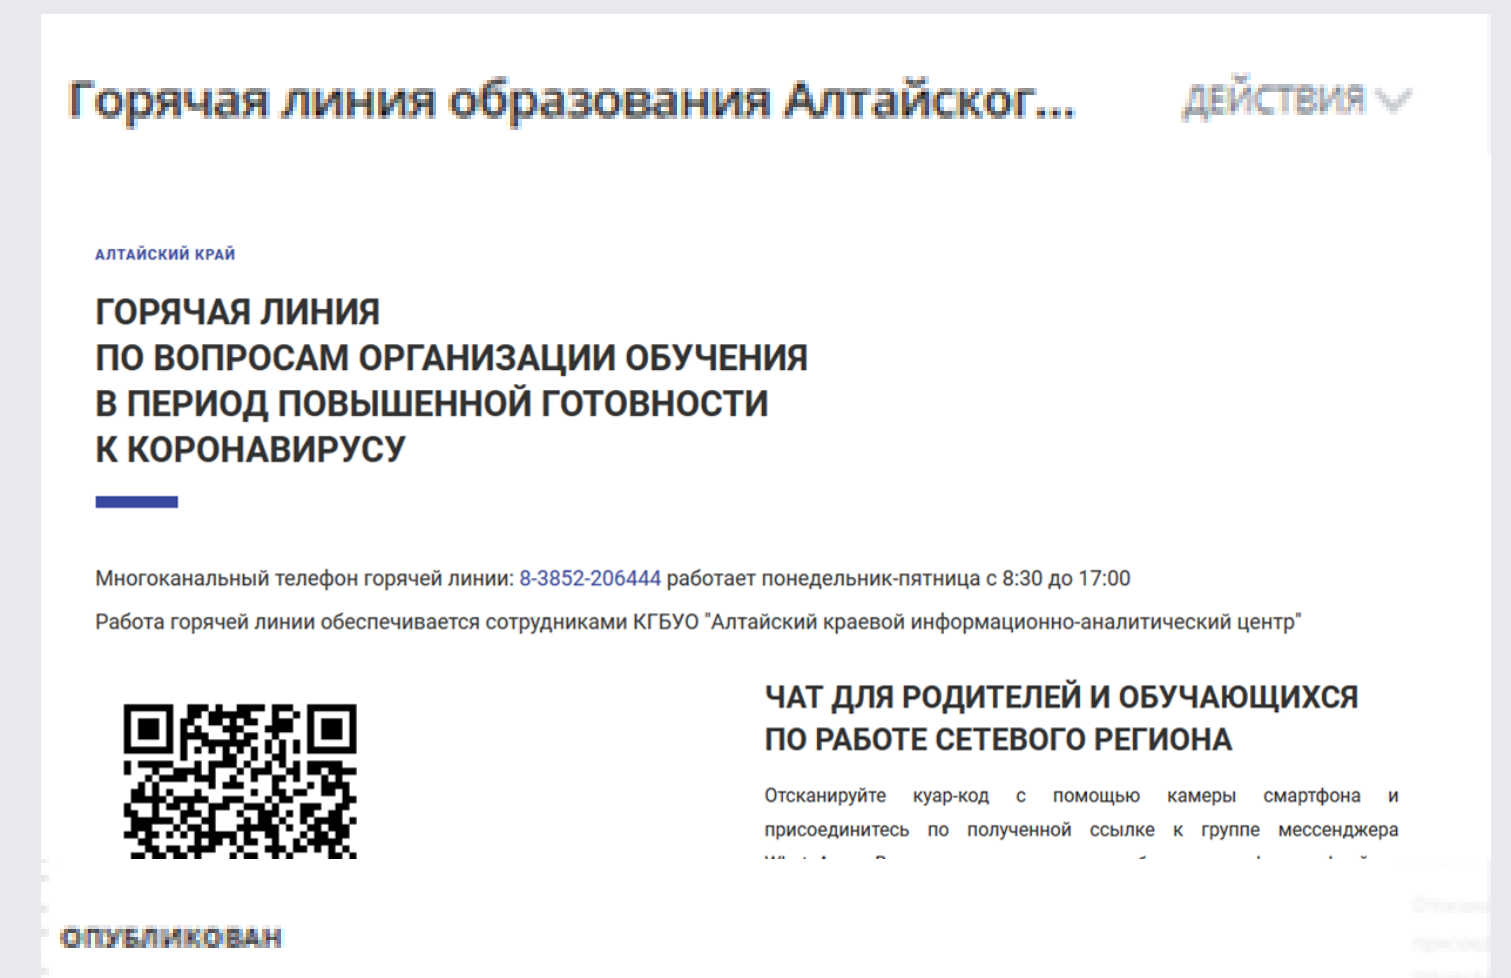 Горячая линия образования Алтайског...
ДЕЙСТВИЯ
АЛТАЙСКИЙ КРАЙ
ГОРЯЧАЯ ЛИНИЯ
ПО ВОПРОСАМ ОРГАНИЗАЦИИ ОБУЧЕНИЯ
В ПЕРИОД ПОВЫШЕННОЙ ГОТОВНОСТИ
К КОРОНАВИРУСУ
Многоканальный телефон горячей линии: 8-3852-206444 работает понедельник-пятница с 8:30 до 17:00
Работа горячей линии обеспечивается сотрудниками КГБУО "Алтайский краевой информационно-аналитический центр"
ЧАТ ДЛЯ РОДИТЕЛЕЙ И ОБУЧАЮЩИХСЯ
ПО РАБОТЕ СЕТЕВОГО РЕГИОНА
Отсканируйте куар-код с помощью камеры смартфона и
присоединитесь по полученной ссылке к группе мессенджера
ОПУБЛИКОВАН